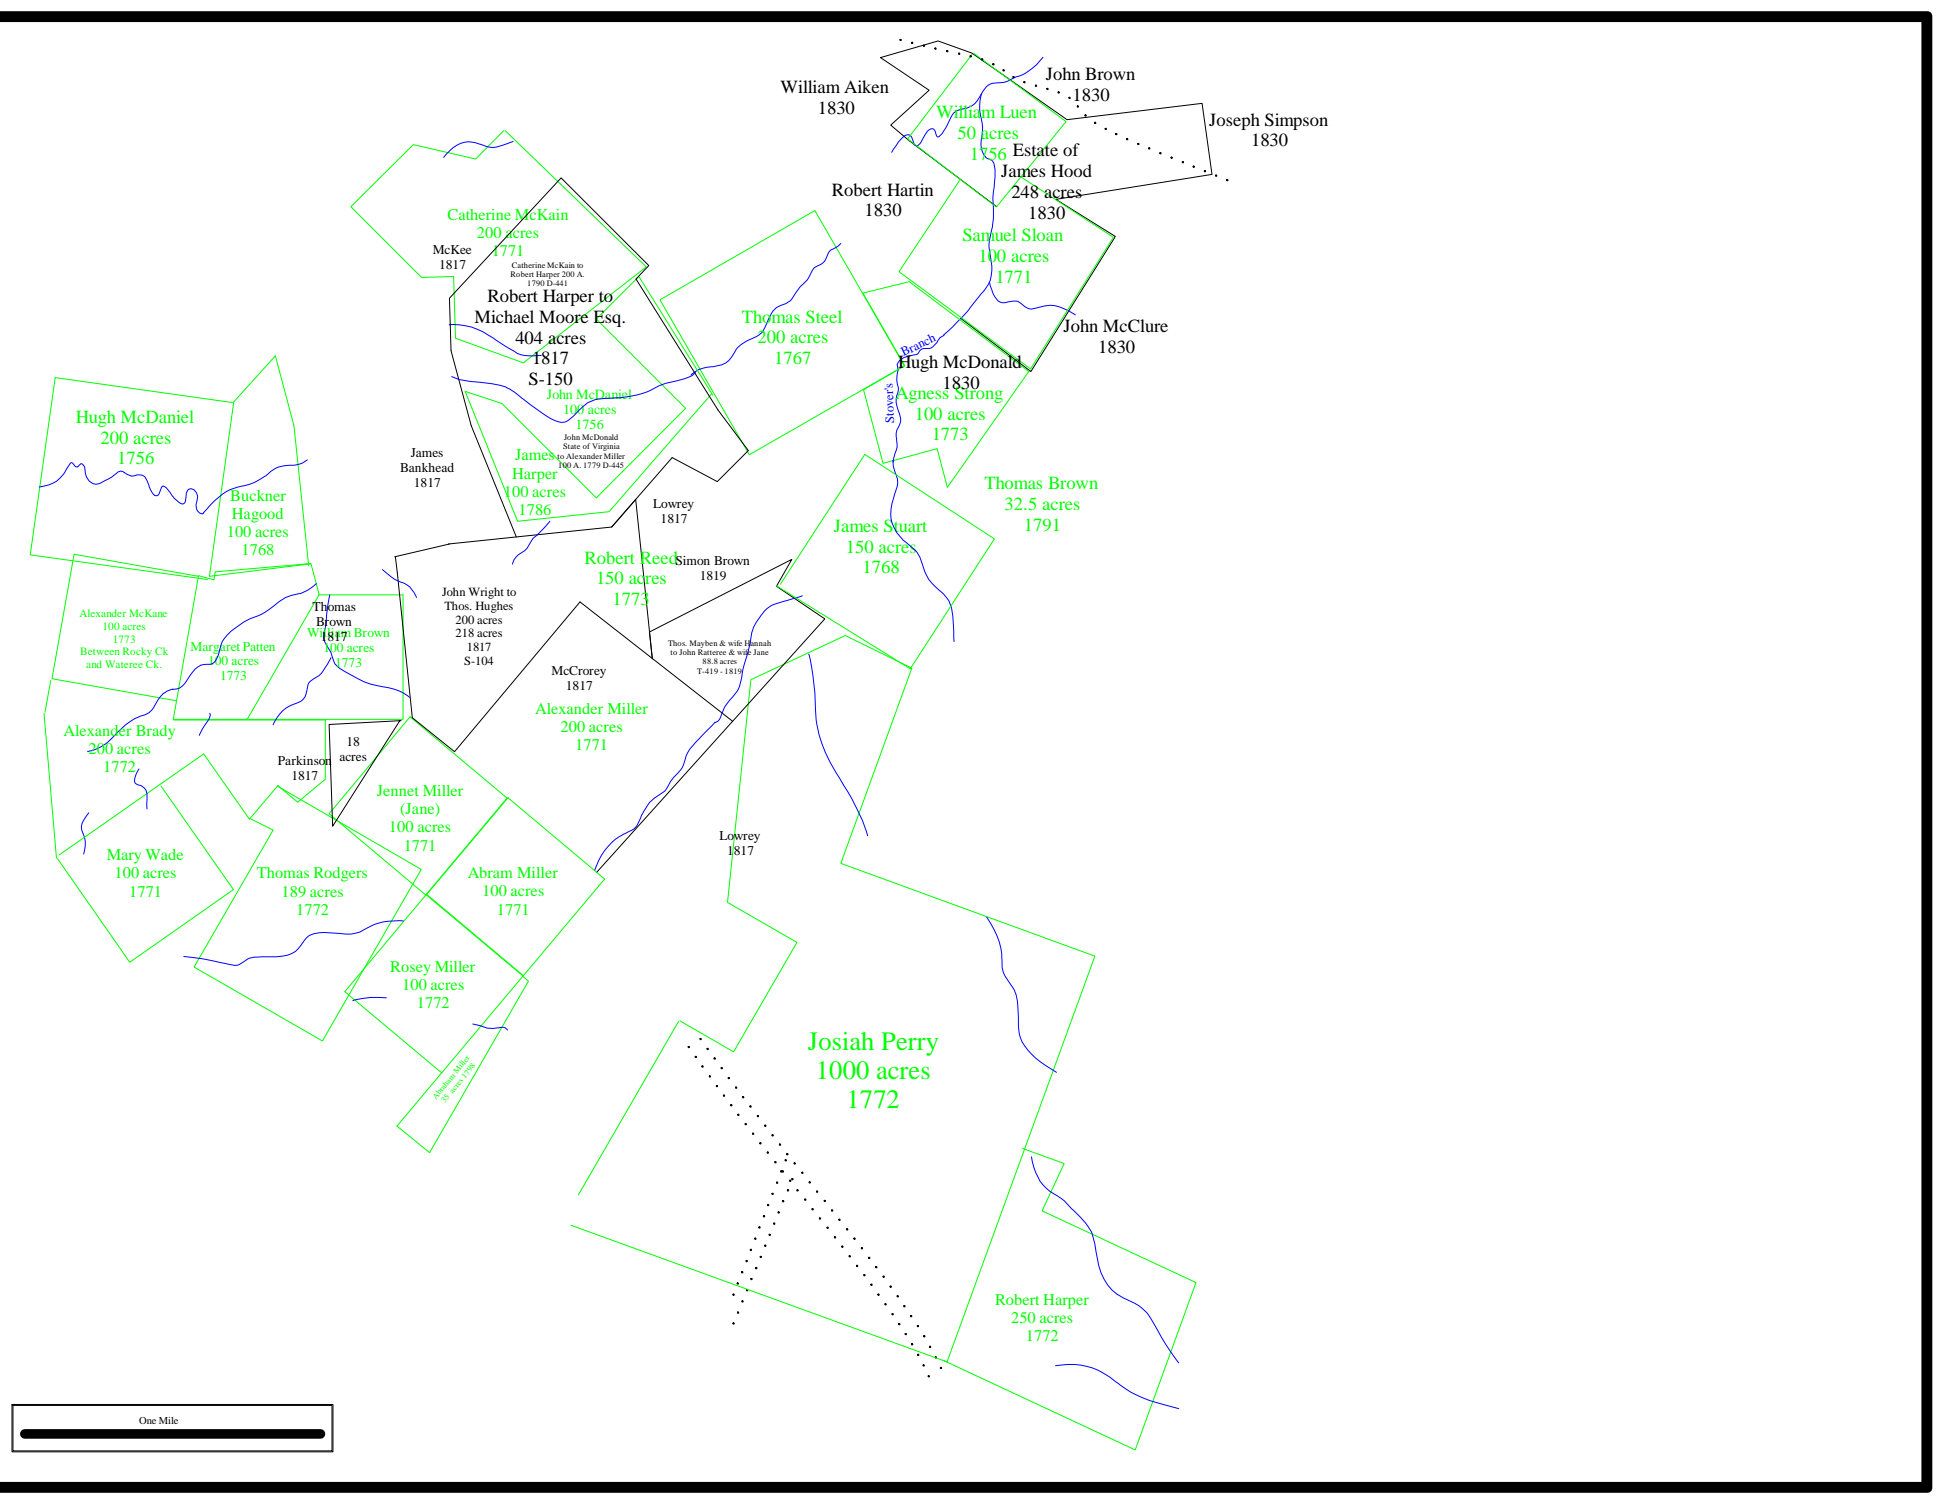 William Aiken
1830
John Brown
1830
William Luen
50 acres
1756
Joseph Simpson
1830
Estate of
James Hood
248 acres
1830
Robert Hartin
1830
Samuel Sloan
100 acres
1771
Catherine McKain
200 acres
1771
McKee
1817
Catherine McKain to
Robert Harper 200 A.
1790 D-441
Robert Harper to
Michael Moore Esq.
404 acres
1817
S-150
Thomas Steel
200 acres
1767
John McClure
1830
Stover's
Branch
Hugh McDonald
1830
Agness Strong
100 acres
1773
John McDaniel
100 acres
1756
John McDonald
State of Virginia
to Alexander Miller
100 A. 1779 D-445
James
Harper
100 acres
1786
James
Bankhead
1817
Hugh McDaniel
200 acres
1756
Buckner
Hagood
100 acres
1768
Lowrey
1817
Thomas Brown
32.5 acres
1791
James Stuart
150 acres
1768
Robert Reed
150 acres
1773
Simon Brown
1819
John Wright to
Thos. Hughes
200 acres
218 acres
1817
S-104
Thos. Mayben & wife Hannah
to John Ratteree & wife Jane
88.8 acres
T-419 - 1819
Alexander McKane
100 acres
1773
Between Rocky Ck
and Wateree Ck.
Margaret Patten
100 acres
1773
Thomas
Brown
1817
William Brown
100 acres
1773
McCrorey
1817
Alexander Miller
200 acres
1771
Alexander Brady
200 acres
1772
Parkinson
1817
18
acres
Jennet Miller
(Jane)
100 acres
1771
Lowrey
1817
Mary Wade
100 acres
1771
Thomas Rodgers
189 acres
1772
Abram Miller
100 acres
1771
Rosey Miller
100 acres
1772
Abraham Miller
35 acres 1798
Josiah Perry
1000 acres
1772
Robert Harper
250 acres
1772
One Mile